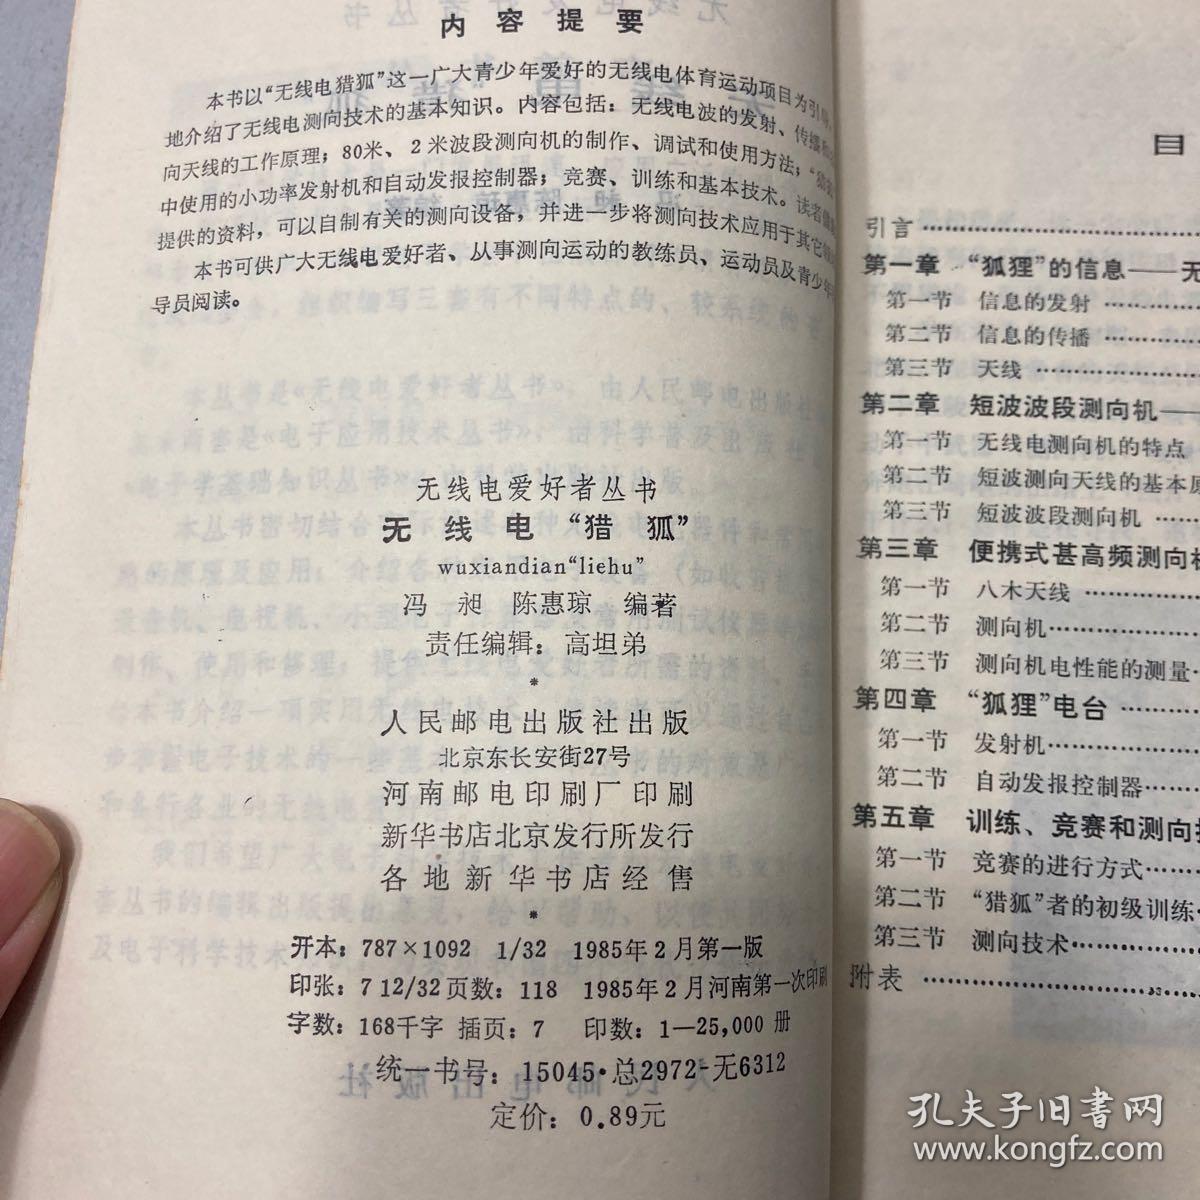 内容提要
本书以“无线电猎狐”这一广大青少年爱好的无线电体育运动项目为引导，
地介绍了无线电测向技术的基本知识。内容包括：无线电波的发射、传播和
向天线的工作原理；80米、2米波段测向机的制作、调试和使用方法；“猎狐
中使用的小功率发射机和自动发报控制器；竞赛、训练和基本技术。读者
提供的资料，可以自制有关的测向设备，并进一步将测向技术应用于其它
本书可供广大无线电爱好者、从事测向运动的教练员、运动员及青少年
导员阅读。
无线电爱好者丛书
无线电“猎狐”
wuxiandian“liehu”
冯昶 陈惠琼 编著
责任编辑：高坦弟
*
人民邮电出版社出版
北京东长安街27号
河南邮电印刷厂印刷
新华书店北京发行所发行
各地新华书店经售
*
开本：787×1092 1/32 1985年2月第一版
印张：7 12/32 页数：118 1985年2月河南第一次印刷
字数：168千字 插页：7 印数：1—25,000 册
统一书号：15045·总2972-无6312
定价：0.89元
目
引言
第一章 “狐狸”的信息——无
第一节 信息的发射
第二节 信息的传播
第三节 天线
第二章 短波波段测向机——
第一节 无线电测向机的特点
第二节 短波测向天线的基本原
第三节 短波波段测向机
第三章 便携式甚高频测向机
第一节 八木天线
第二节 测向机
第三节 测向机电性能的测量
第四章 “狐狸”电台
第一节 发射机
第二节 自动发报控制器
第五章 训练、竞赛和测向技
第一节 竞赛的进行方式
第二节 “猎狐”者的初级训练
第三节 测向技术
附表
孔夫子旧书网
www.kongfz.com